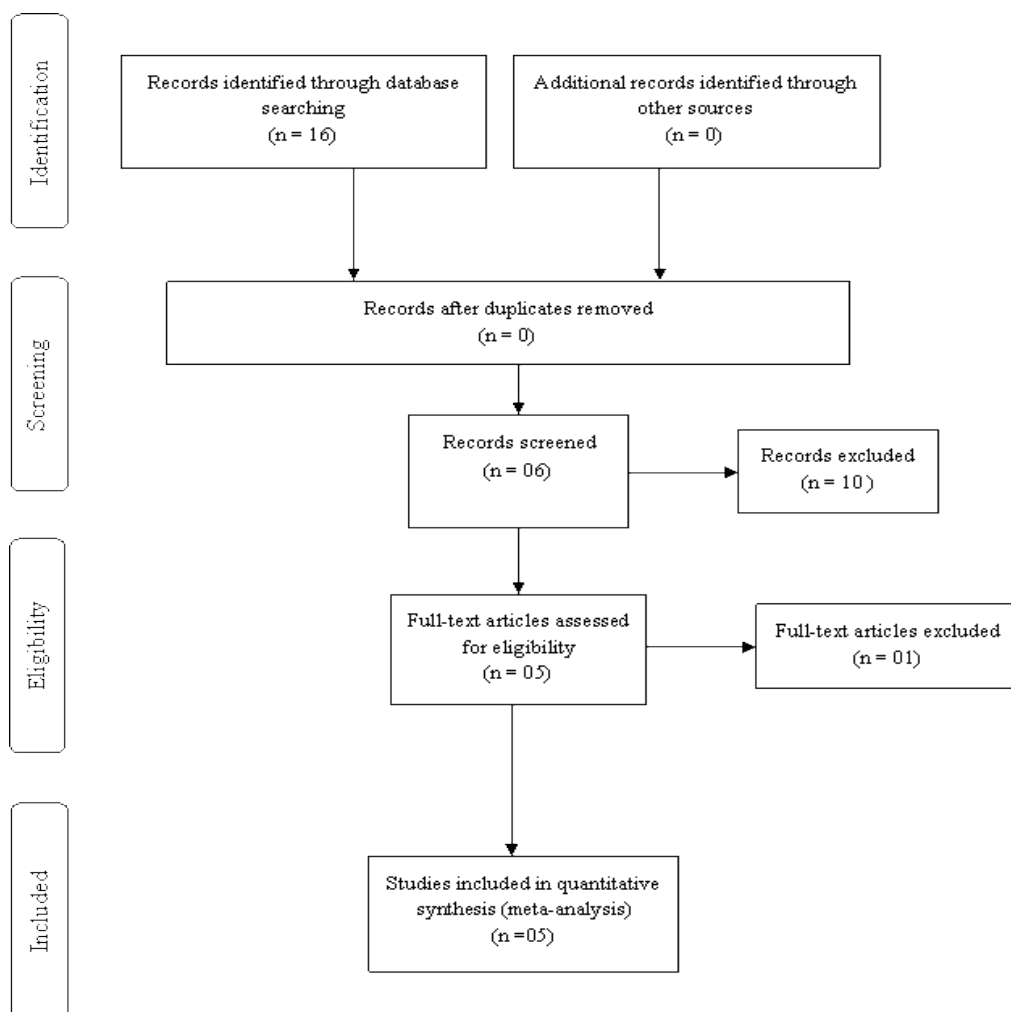 Identification
Records identified through database
searching
(n = 16)
Additional records identified through
other sources
(n = 0)
Screening
Records after duplicates removed
(n = 0)
Records screened
(n = 06)
Records excluded
(n = 10 )
Eligibility
Full-text articles assessed
for eligibility
(n = 05)
Full-text articles excluded
(n = 01)
Included
Studies included in quantitative
synthesis (meta-analysis)
(n =05)